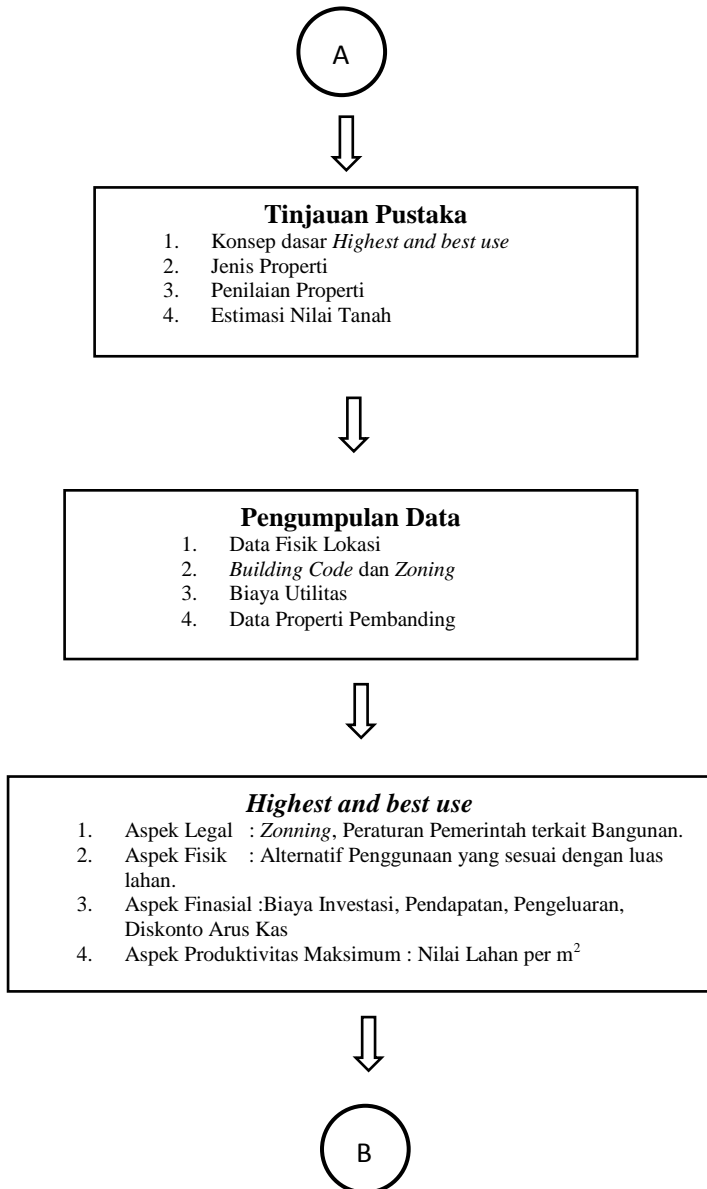 A
Tinjauan Pustaka
1. Konsep dasar Highest and best use
2. Jenis Properti
3. Penilaian Properti
4. Estimasi Nilai Tanah
Pengumpulan Data
1. Data Fisik Lokasi
2. Building Code dan Zoning
3. Biaya Utilitas
4. Data Properti Pembanding
Highest and best use
1. Aspek Legal : Zonning, Peraturan Pemerintah terkait Bangunan.
2. Aspek Fisik : Alternatif Penggunaan yang sesuai dengan luas
lahan.
3. Aspek Finasial :Biaya Investasi, Pendapatan, Pengeluaran,
Diskonto Arus Kas
4. Aspek Produktivitas Maksimum : Nilai Lahan per m²
B